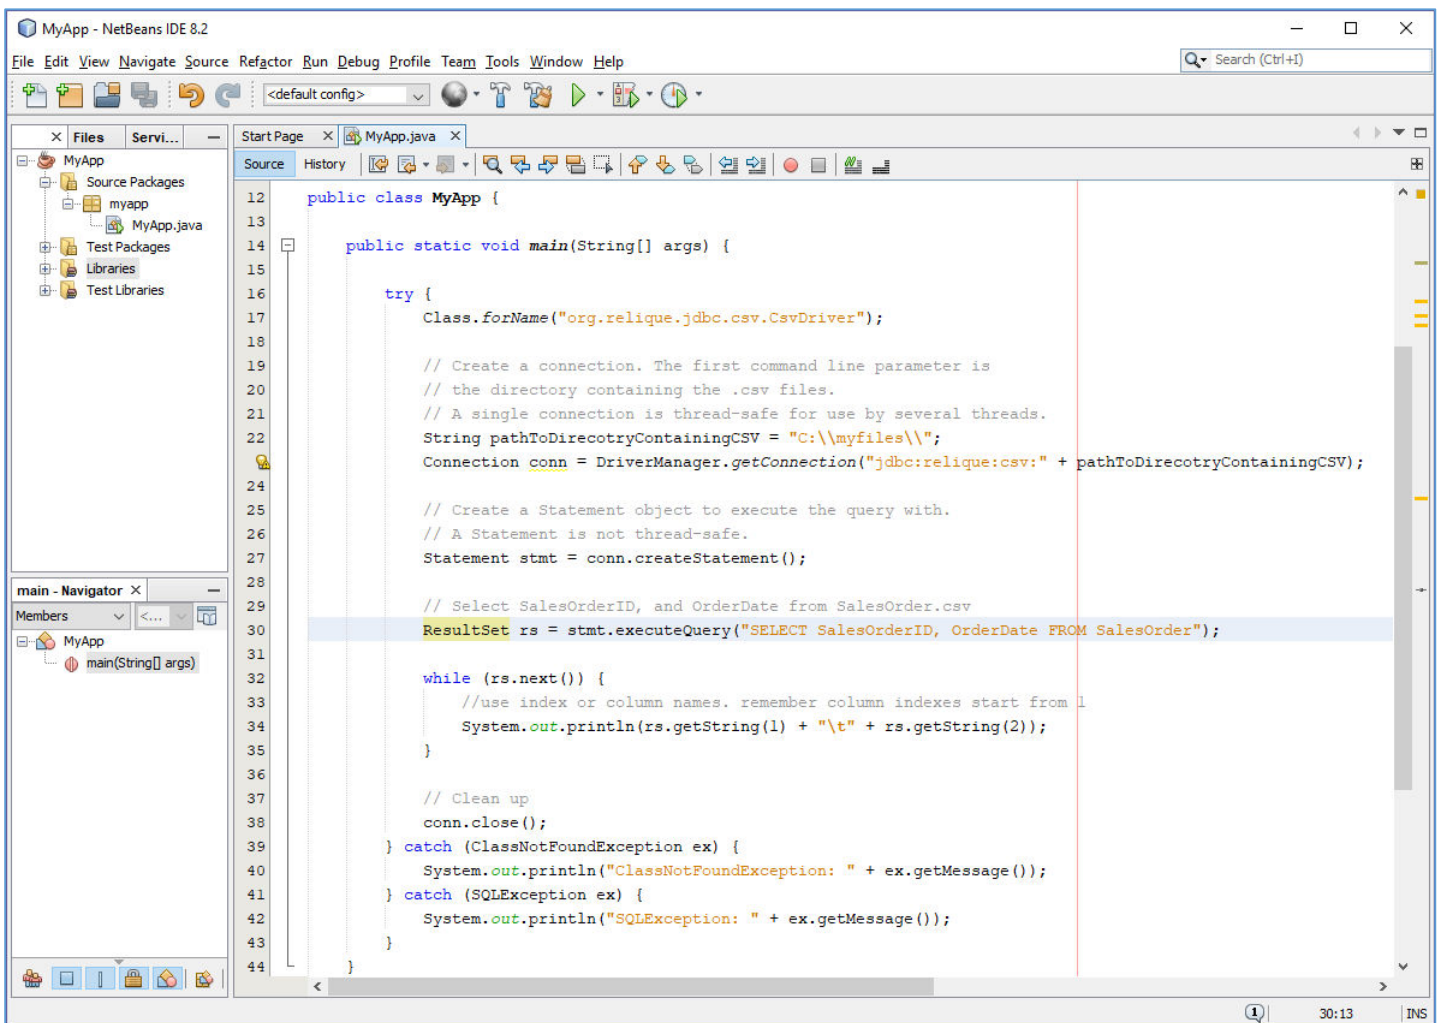 MyApp - NetBeans IDE 8.2
File Edit View Navigate Source Refactor Run Debug Profile Team Tools Window Help
Search (Ctrl+I)
<default config>
Files Servi...
Start Page MyApp.java
MyApp
Source Packages
myapp
MyApp.java
Test Packages
Libraries
Test Libraries
Source History
12 public class MyApp {
13
14 public static void main(String[] args) {
15
16 try {
17 Class.forName("org.relique.jdbc.csv.CsvDriver");
18
19 // Create a connection. The first command line parameter is
20 // the directory containing the .csv files.
21 // A single connection is thread-safe for use by several threads.
22 String pathToDirecotryContainingCSV = "C:\\myfiles\\";
Connection conn = DriverManager.getConnection("jdbc:relique:csv:" + pathToDirecotryContainingCSV);
24
25 // Create a Statement object to execute the query with.
26 // A Statement is not thread-safe.
27 Statement stmt = conn.createStatement();
28
29 // Select SalesOrderID, and OrderDate from SalesOrder.csv
30 ResultSet rs = stmt.executeQuery("SELECT SalesOrderID, OrderDate FROM SalesOrder");
31
32 while (rs.next()) {
33 //use index or column names. remember column indexes start from 1
34 System.out.println(rs.getString(1) + "\t" + rs.getString(2));
35 }
36
37 // Clean up
38 conn.close();
39 } catch (ClassNotFoundException ex) {
40 System.out.println("ClassNotFoundException: " + ex.getMessage());
41 } catch (SQLException ex) {
42 System.out.println("SQLException: " + ex.getMessage());
43 }
44 }
main - Navigator
Members <...
MyApp
main(String[] args)
1 30:13 INS